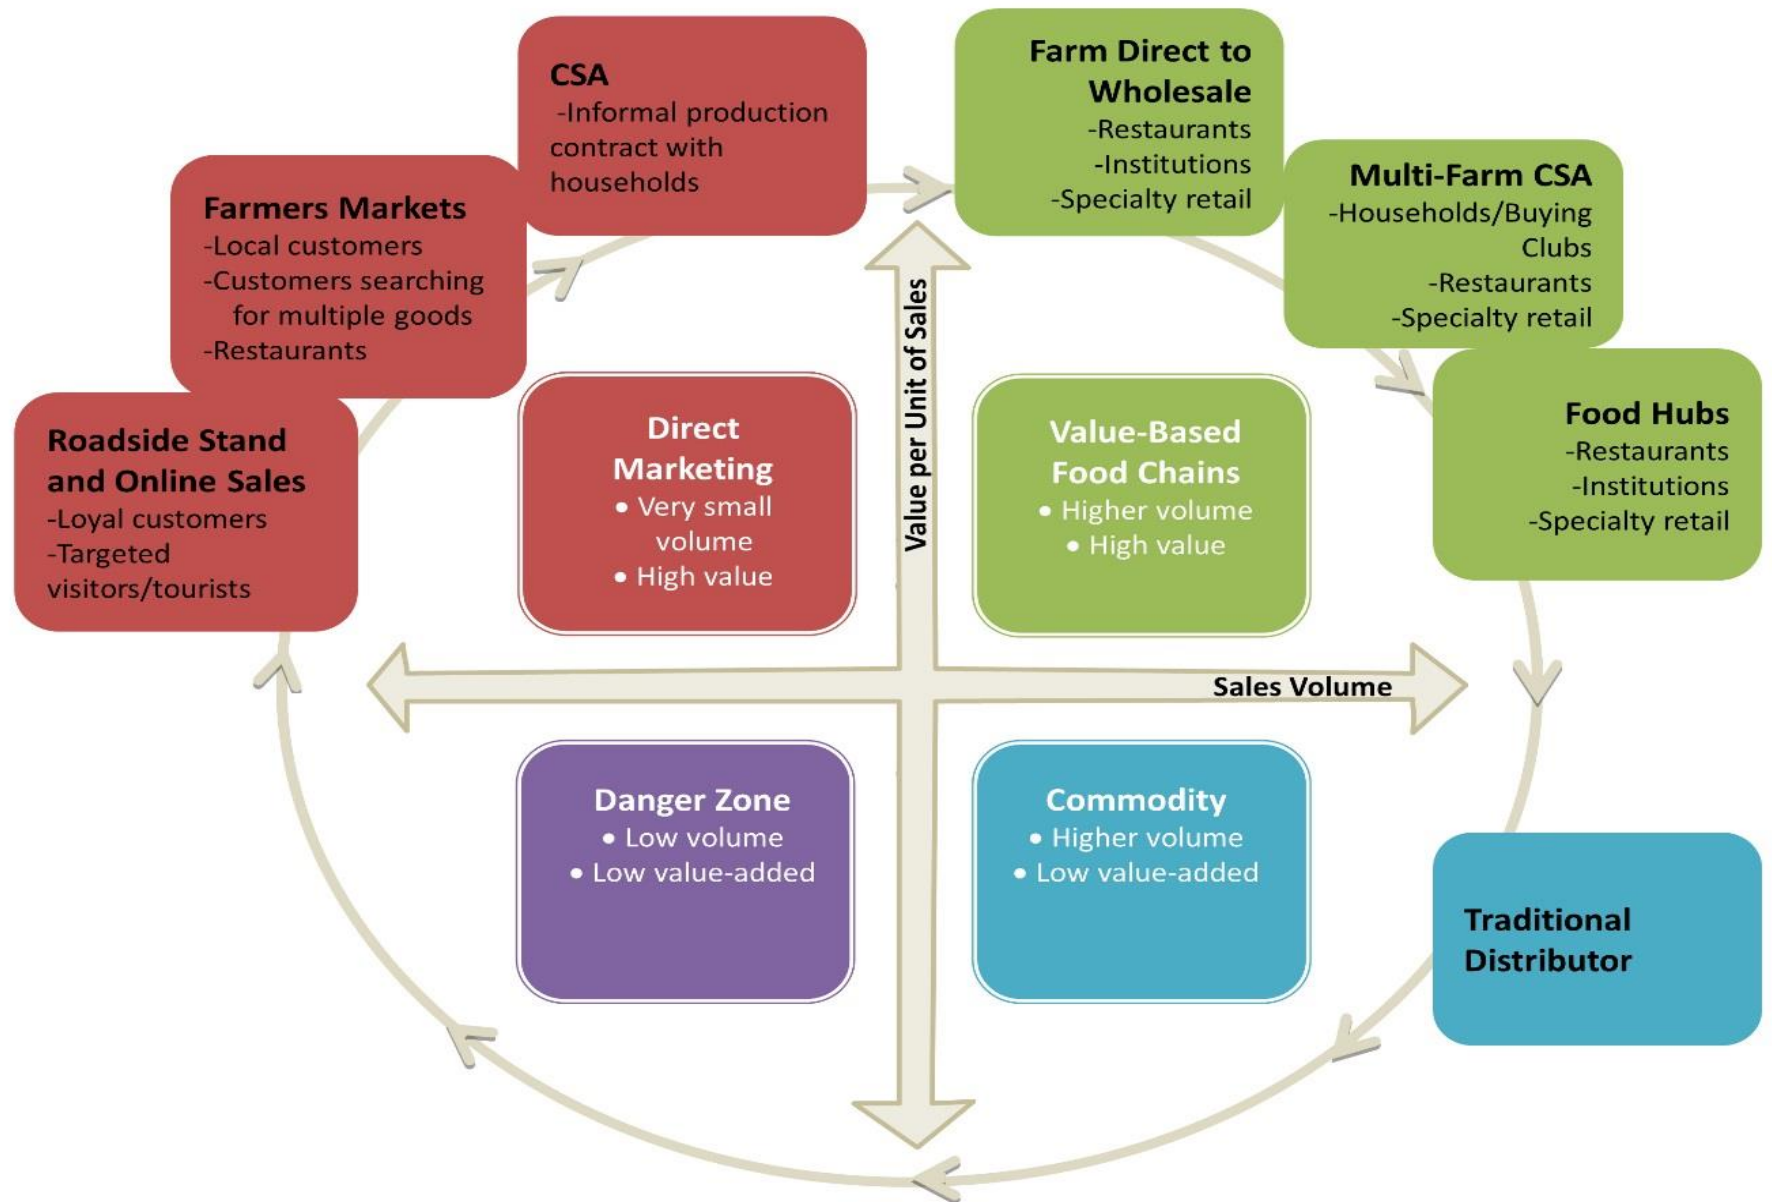 CSA
-Informal production
contract with
households
Farm Direct to
Wholesale
-Restaurants
-Institutions
-Specialty retail
Farmers Markets
-Local customers
-Customers searching
for multiple goods
-Restaurants
Multi-Farm CSA
-Households/Buying
Clubs
-Restaurants
-Specialty retail
Roadside Stand
and Online Sales
-Loyal customers
-Targeted
visitors/tourists
Direct
Marketing
• Very small
volume
• High value
Value per Unit of Sales
Value-Based
Food Chains
• Higher volume
• High value
Food Hubs
-Restaurants
-Institutions
-Specialty retail
Sales Volume
Danger Zone
• Low volume
• Low value-added
Commodity
• Higher volume
• Low value-added
Traditional
Distributor